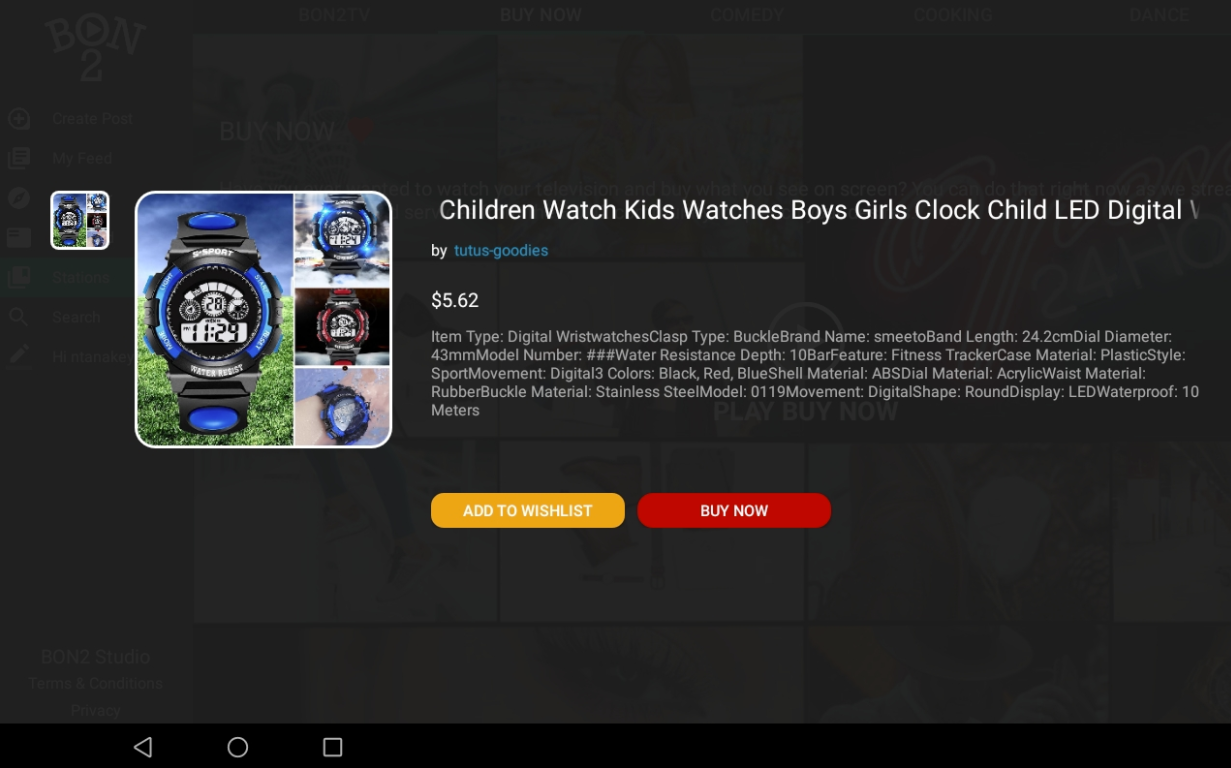 BON2TV BUY NOW COMEDY COOKING DANCE
BON
2
Create Post
My Feed
BUY NOW
to watch your television and buy what you see on screen? You can do that right now as we
Children Watch Kids Watches Boys Girls Clock Child LED Digital
by tutus-goodies
Stations
Search
$5.62
Item Type: Digital WristwatchesClasp Type: BuckleBrand Name: smeetoBand Length: 24.2cmDial Diameter:
43mmModel Number: ###Water Resistance Depth: 10BarFeature: Fitness TrackerCase Material: PlasticStyle:
SportMovement: Digital3 Colors: Black, Red, BlueShell Material: ABSDial Material: AcrylicWaist Material:
RubberBuckle Material: Stainless SteelModel: 0119Movement: DigitalShape: RoundDisplay: LEDWaterproof: 10
Meters
PLAY BUY NOW
S-SPORT
28
11:29
WATER RESIST
ADD TO WISHLIST BUY NOW
BON2 Studio
Terms & Conditions
Privacy